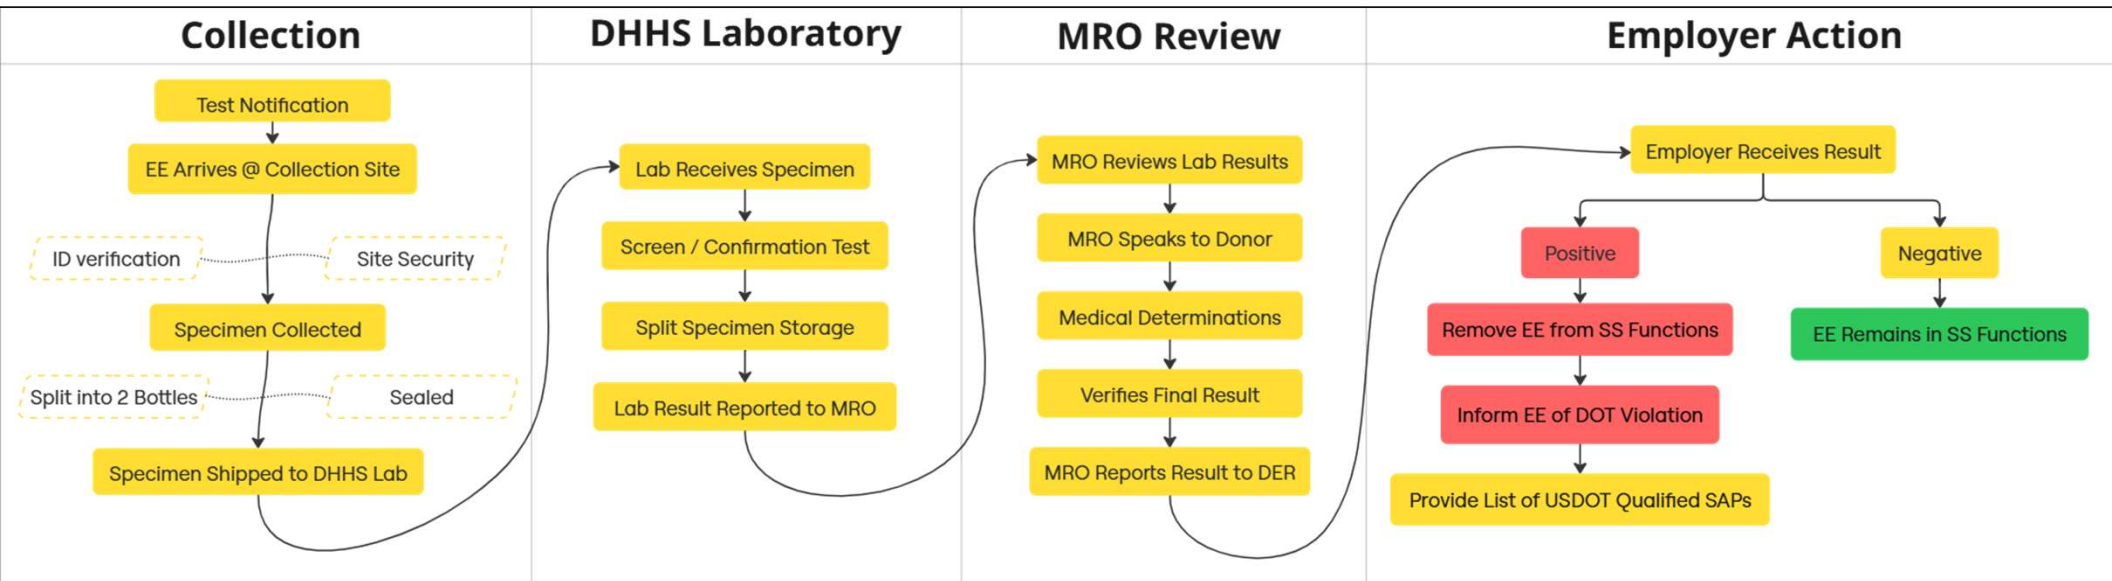 Collection
Test Notification
EE Arrives @ Collection Site
ID verification
Site Security
Specimen Collected
Split into 2 Bottles
Sealed
Specimen Shipped to DHHS Lab
DHHS Laboratory
Lab Receives Specimen
Screen / Confirmation Test
Split Specimen Storage
Lab Result Reported to MRO
MRO Review
MRO Reviews Lab Results
MRO Speaks to Donor
Medical Determinations
Verifies Final Result
MRO Reports Result to DER
Employer Action
Employer Receives Result
Positive
Remove EE from SS Functions
Inform EE of DOT Violation
Provide List of USDOT Qualified SAPs
Negative
EE Remains in SS Functions